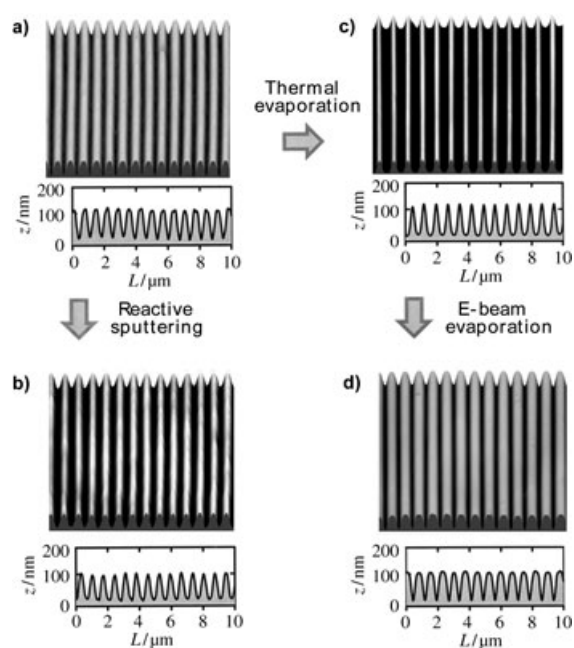 a)
200
100
0
z/nm
0 2 4 6 8 10
L/µm
Thermal
evaporation
c)
200
100
0
z/nm
0 2 4 6 8 10
L/µm
Reactive
sputtering
E-beam
evaporation
b)
200
100
0
z/nm
0 2 4 6 8 10
L/µm
d)
200
100
0
z/nm
0 2 4 6 8 10
L/µm